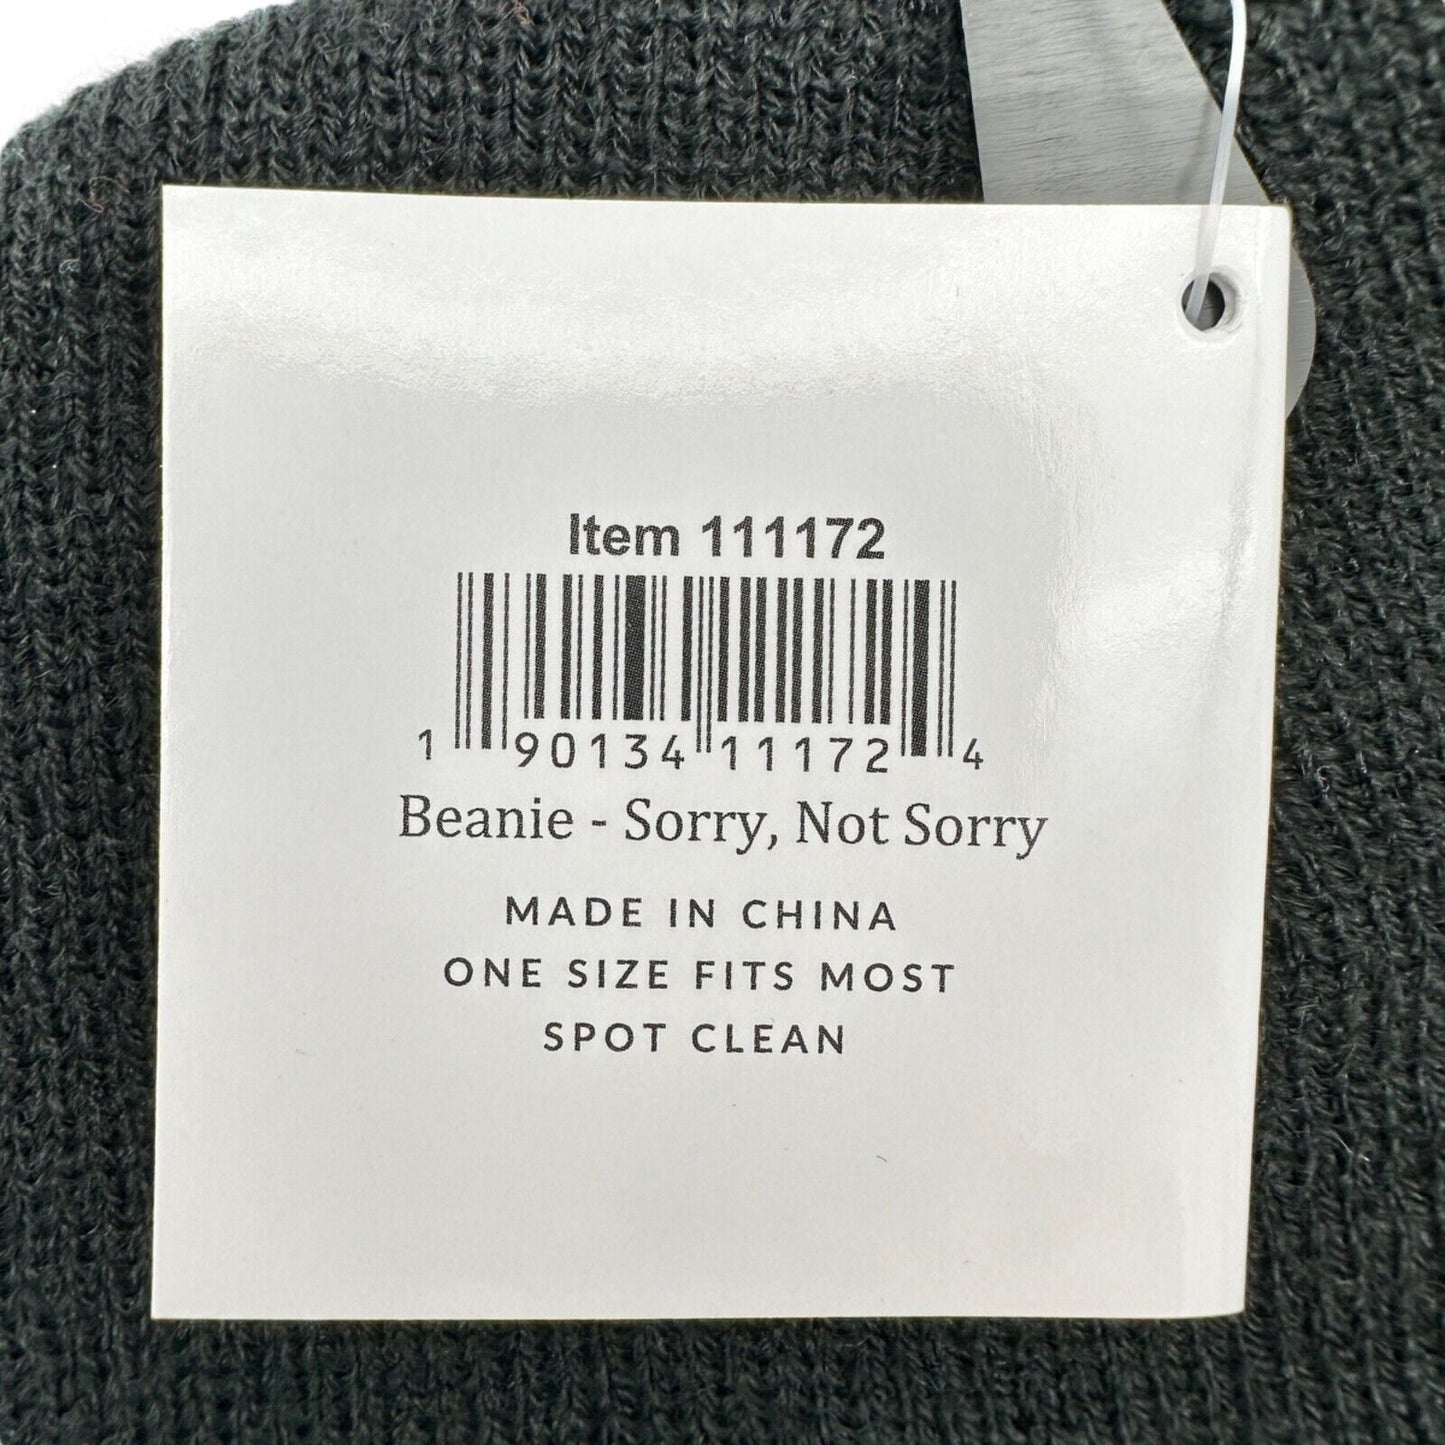 Item 111172
1 90134 11172 4
Beanie - Sorry, Not Sorry
MADE IN CHINA
ONE SIZE FITS MOST
SPOT CLEAN